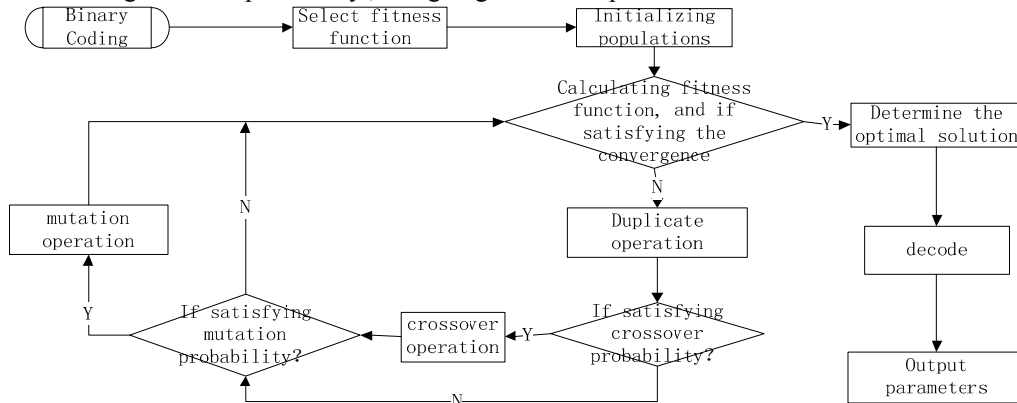 Binary
Coding
Select fitness
function
Initializing
populations
Calculating fitness
function, and if
satisfying the
convergence
Y
Determine the
optimal solution
N
mutation
operation
N
Duplicate
operation
decode
Y
If satisfying
mutation
probability?
crossover
operation
Y
If satisfying
crossover
probability?
N
Output
parameters